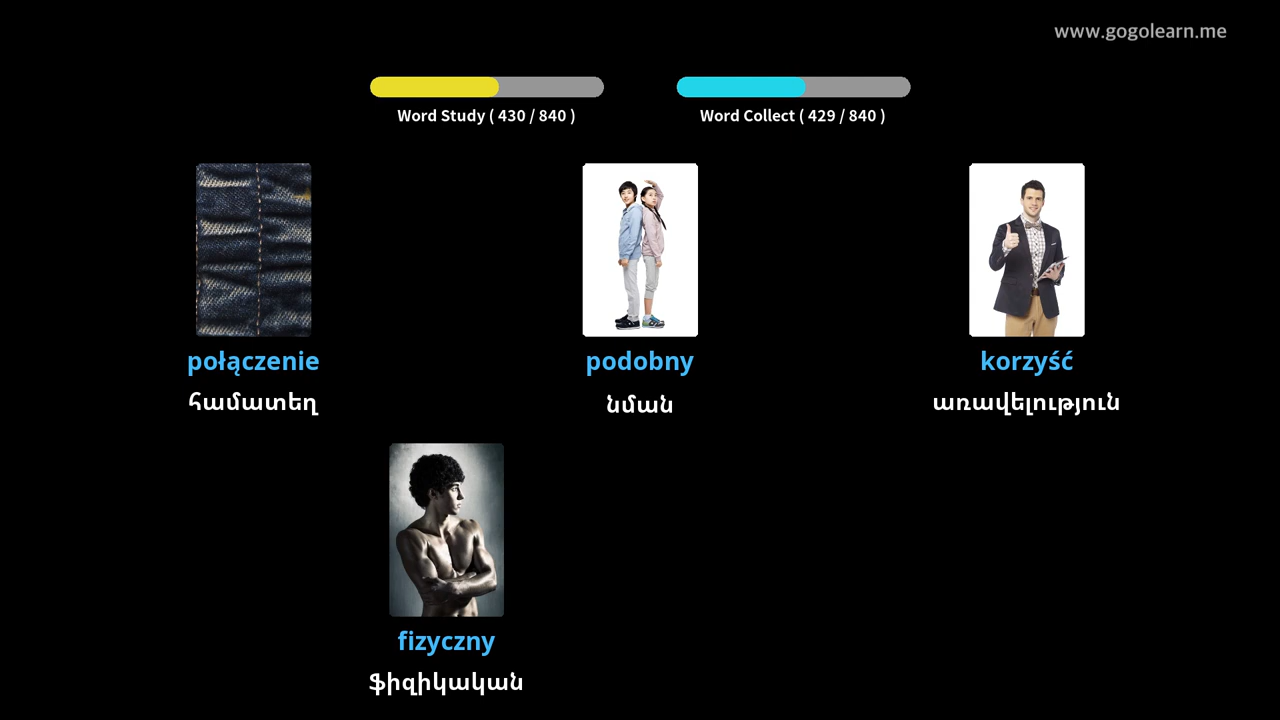 www.gogolearn.me
Word Study ( 430 / 840 )
Word Collect ( 429 / 840 )
połączenie
podobny
korzyść
համատեղ
նման
առավելություն
fizyczny
ֆիզիկական